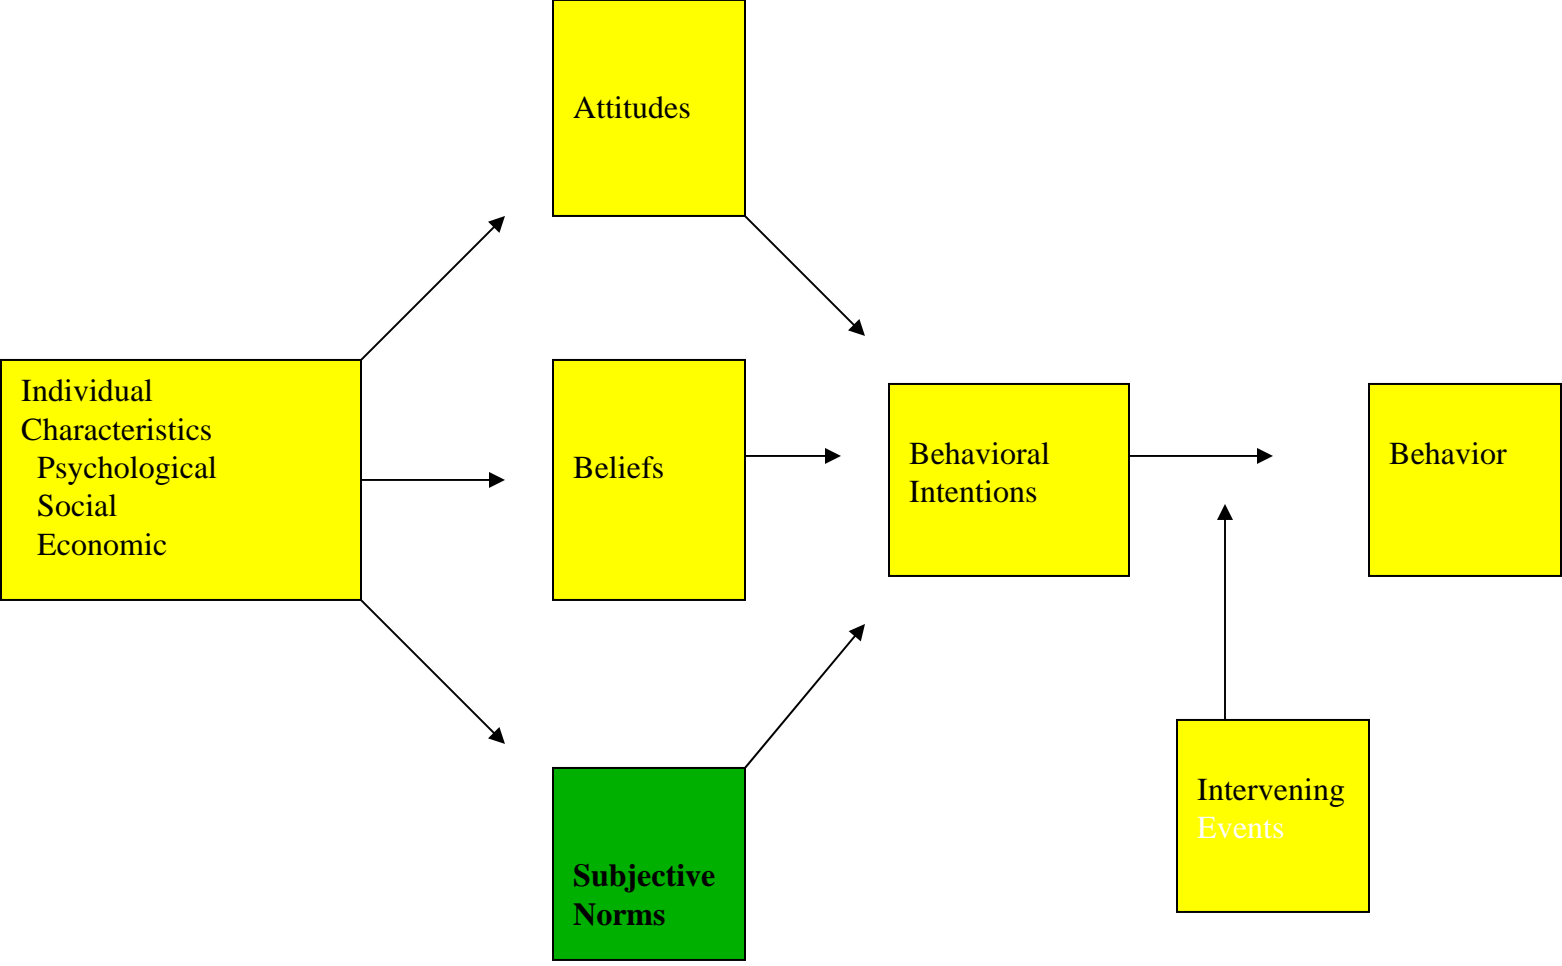 Attitudes
Individual
Characteristics
Psychological
Social
Economic
Beliefs
Behavioral
Intentions
Behavior
Subjective
Norms
Intervening
Events